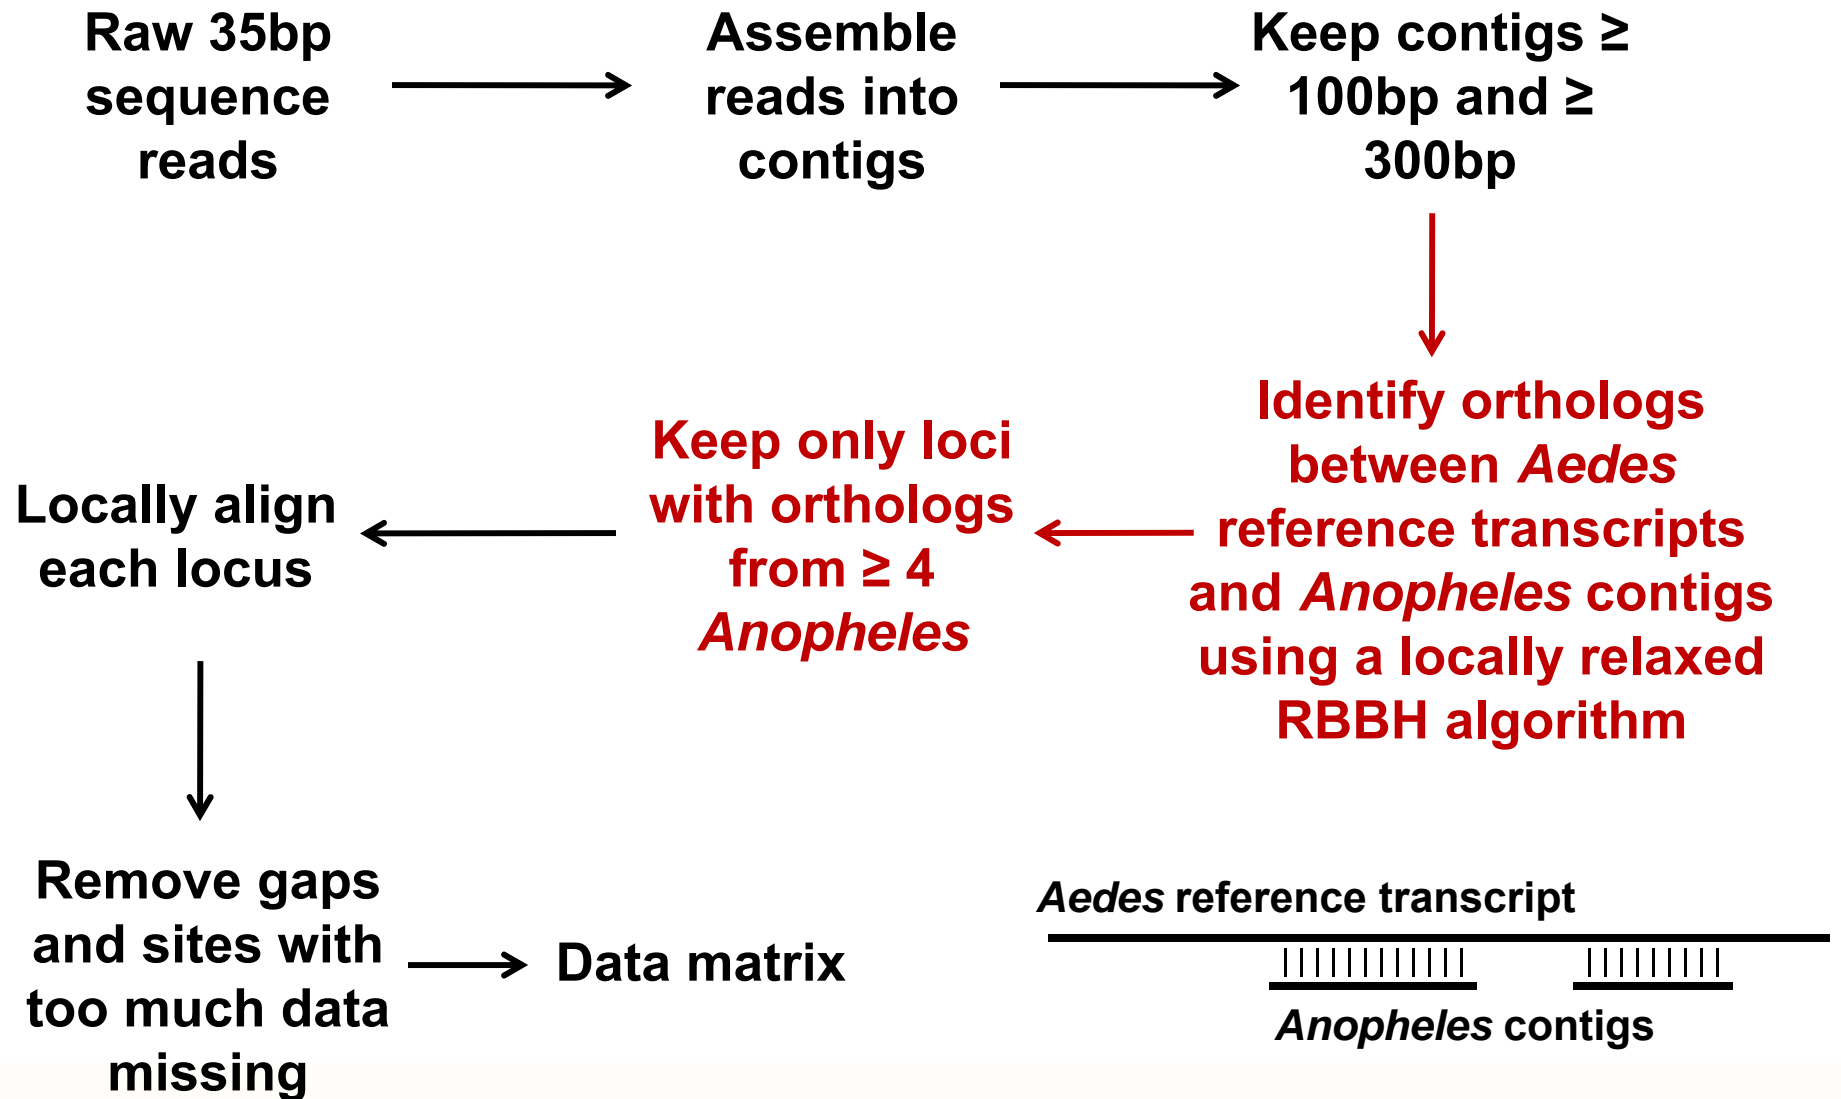 Raw 35bp
sequence
reads
Assemble
reads into
contigs
Keep contigs ≥
100bp and ≥
300bp
Identify orthologs
between Aedes
reference transcripts
and Anopheles contigs
using a locally relaxed
RBBH algorithm
Keep only loci
with orthologs
from ≥ 4
Anopheles
Locally align
each locus
Remove gaps
and sites with
too much data
missing
Data matrix
Aedes reference transcript
Anopheles contigs